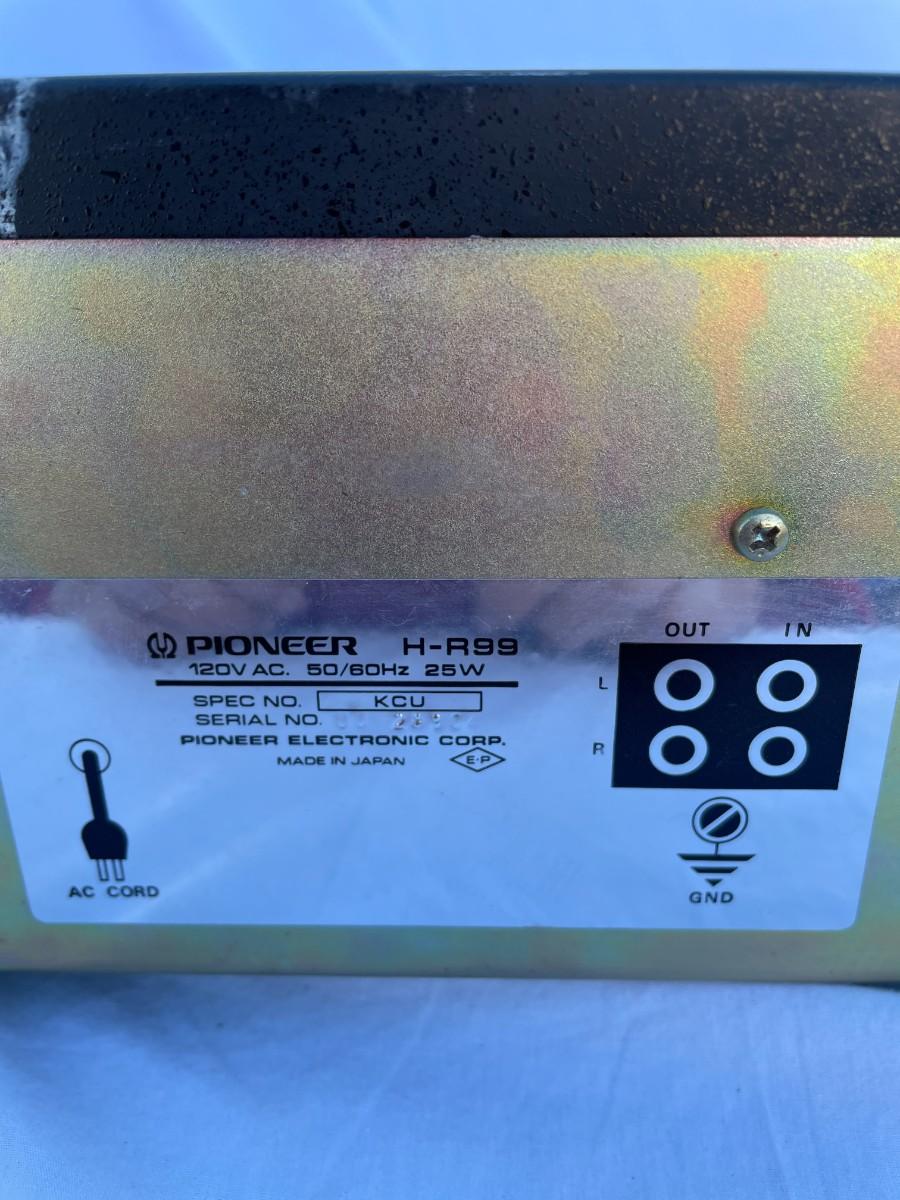 PIONEER H-R99
120V AC. 50/60Hz 25W
SPEC NO. KCU
SERIAL NO.
PIONEER ELECTRONIC CORP.
MADE IN JAPAN E·P
AC CORD
OUT IN
L
R
GND